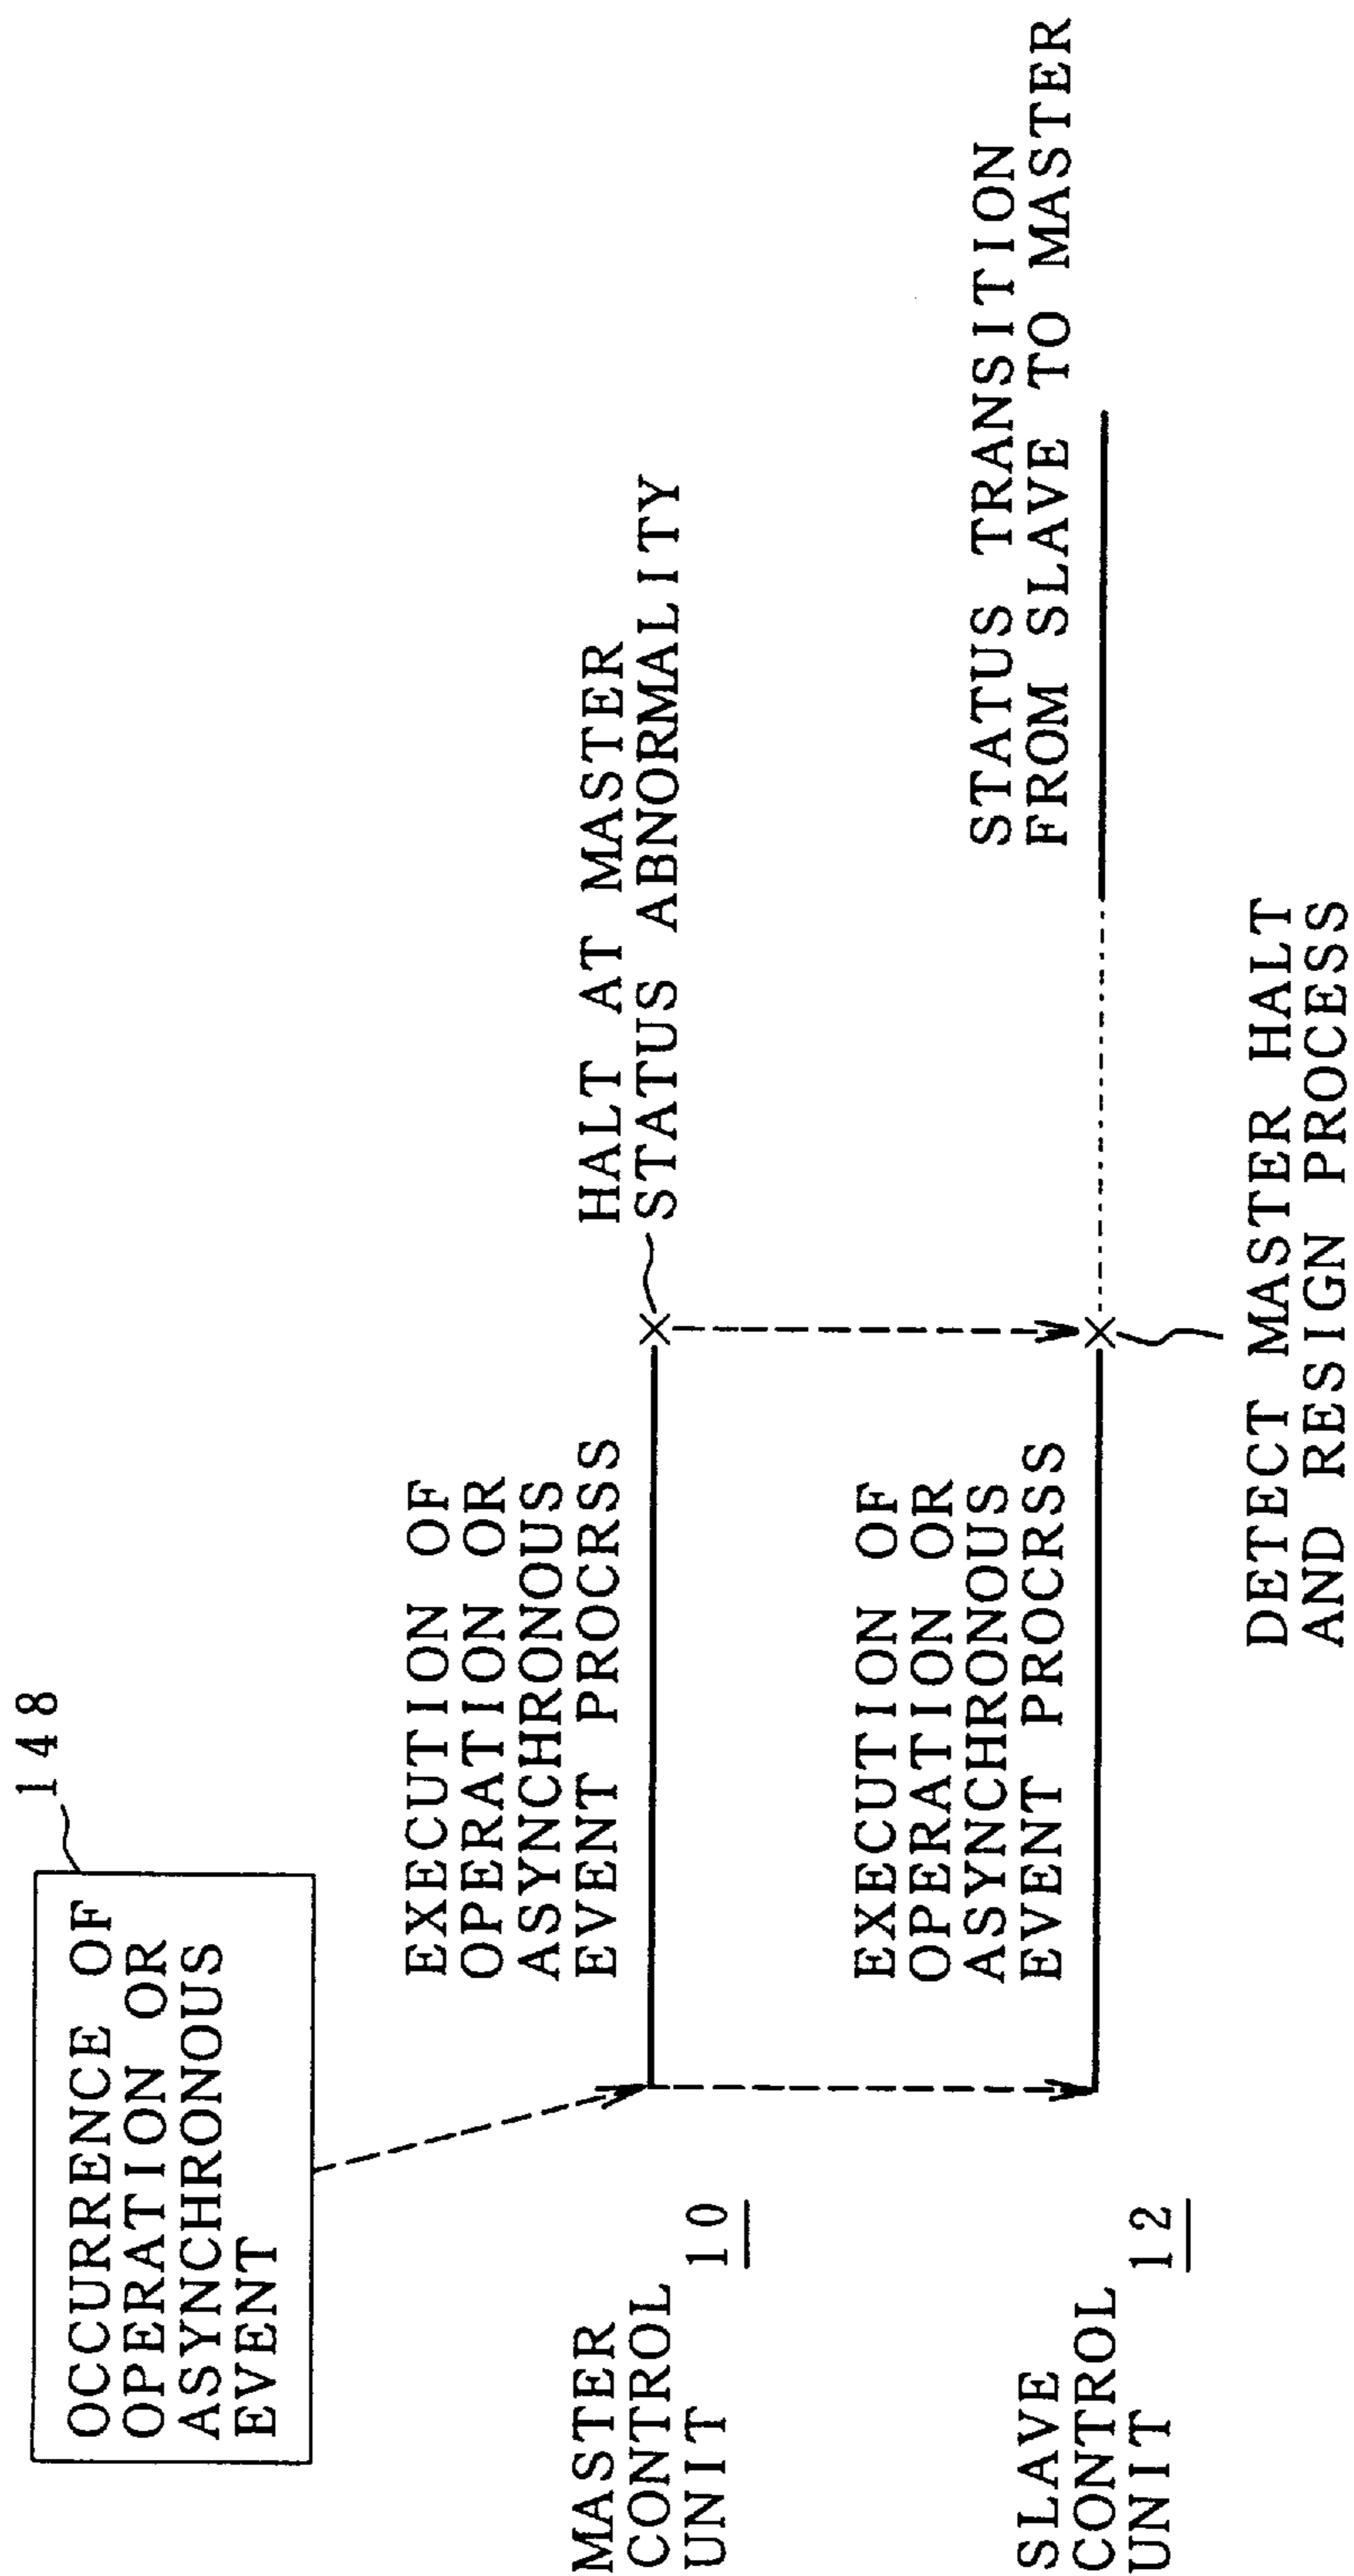 OCCURRENCE OF
OPERATION OR
ASYNCHRONOUS
EVENT
148
MASTER
CONTROL
UNIT
10
EXECUTION OF
OPERATION OR
ASYNCHRONOUS
EVENT PROCRSS
HALT AT MASTER
STATUS ABNORMALITY
SLAVE
CONTROL
UNIT
12
EXECUTION OF
OPERATION OR
ASYNCHRONOUS
EVENT PROCRSS
STATUS TRANSITION
FROM SLAVE TO MASTER
DETECT MASTER HALT
AND RESIGN PROCESS